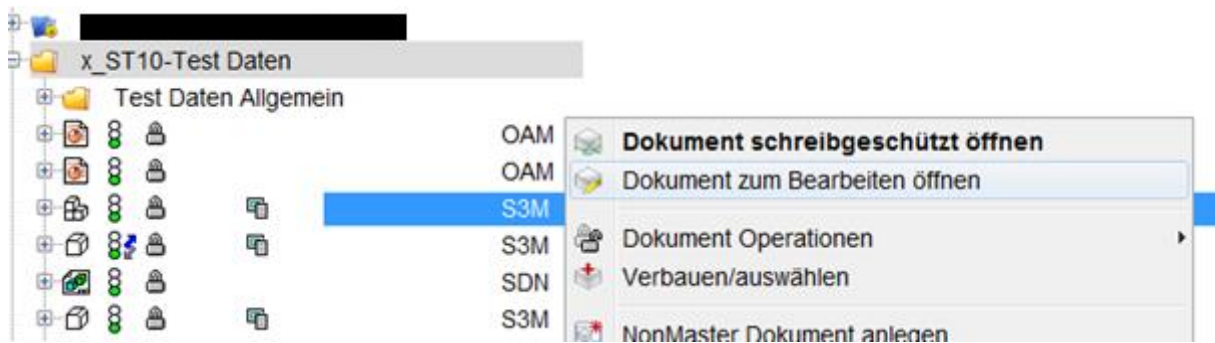 x_ST10-Test Daten
Test Daten Allgemein
OAM
OAM
S3M
S3M
SDN
S3M
Dokument schreibgeschützt öffnen
Dokument zum Bearbeiten öffnen
Dokument Operationen
Verbauen/auswählen
NonMaster Dokument anlegen